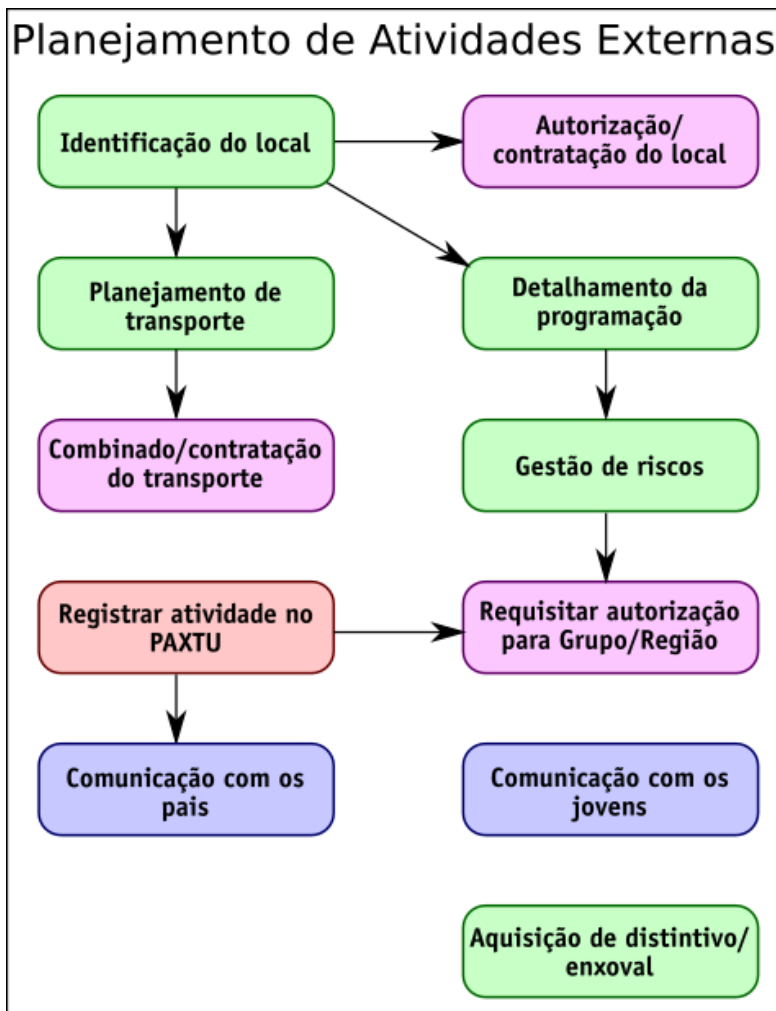 Planejamento de Atividades Externas
Identificação do local
Autorização/
contratação do local
Planejamento de
transporte
Detalhamento da
programação
Combinado/contratação
do transporte
Gestão de riscos
Registrar atividade no
PAXTU
Requisitar autorização
para Grupo/Região
Comunicação com os
pais
Comunicação com os
jovens
Aquisição de distintivo/
enxoval